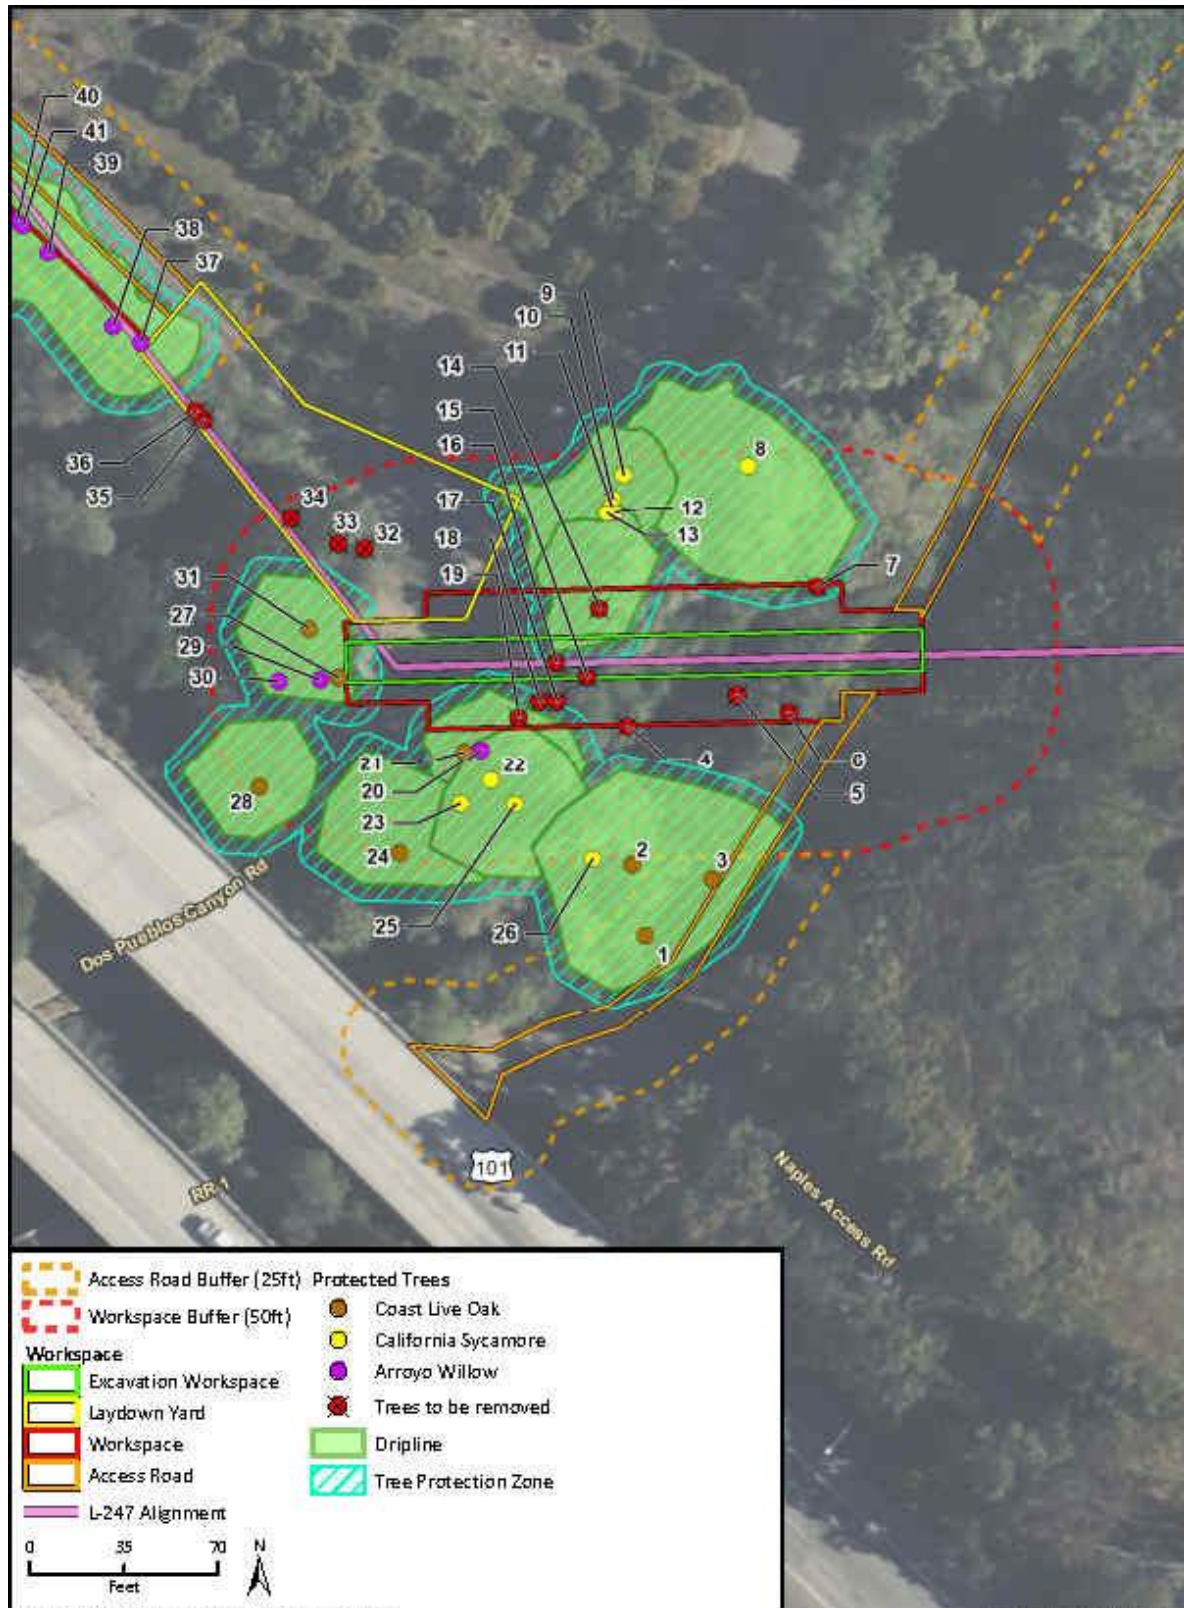 40
41
39
38
37
9
10
11
14
15
16
17
18
19
36
35
34
33
32
12
13
8
7
31
27
29
30
21
20
22
23
28
24
25
26
2
3
1
4
5
6
Dos Pueblos Canyon Rd
101
RR-1
Naples Access Rd
Access Road Buffer (25ft)
Workspace Buffer (50ft)
Workspace
Excavation Workspace
Laydown Yard
Workspace
Access Road
L-247 Alignment
0 35 70
Feet
N
Protected Trees
Coast Live Oak
California Sycamore
Arroyo Willow
Trees to be removed
Dripline
Tree Protection Zone